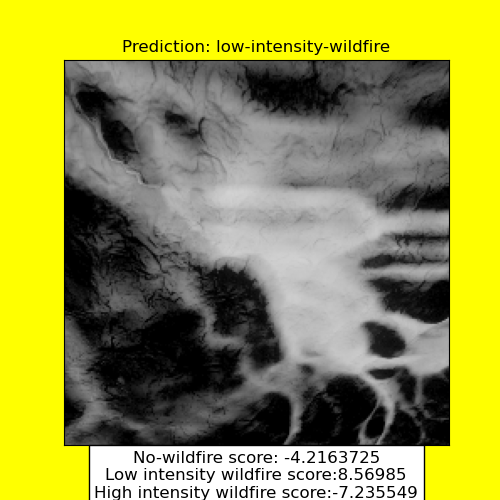 Prediction: low-intensity-wildfire
No-wildfire score: -4.2163725
Low intensity wildfire score:8.56985
High intensity wildfire score:-7.235549